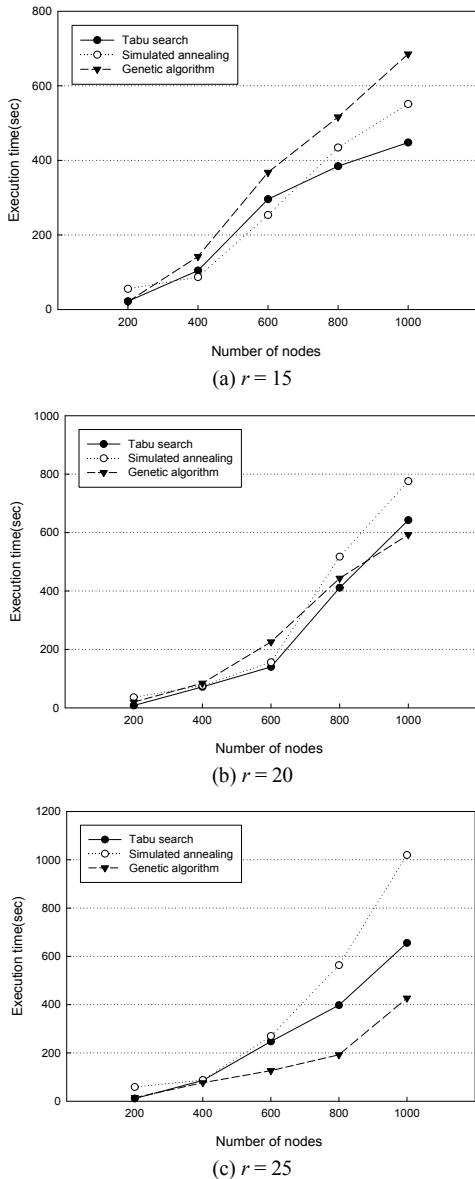 800
600
400
200
0
Execution time(sec)
Tabu search
Simulated annealing
Genetic algorithm
200 400 600 800 1000
Number of nodes
(a) r = 15
1000
800
600
400
200
0
Execution time(sec)
Tabu search
Simulated annealing
Genetic algorithm
200 400 600 800 1000
Number of nodes
(b) r = 20
1200
1000
800
600
400
200
0
Execution time(sec)
Tabu search
Simulated annealing
Genetic algorithm
200 400 600 800 1000
Number of nodes
(c) r = 25